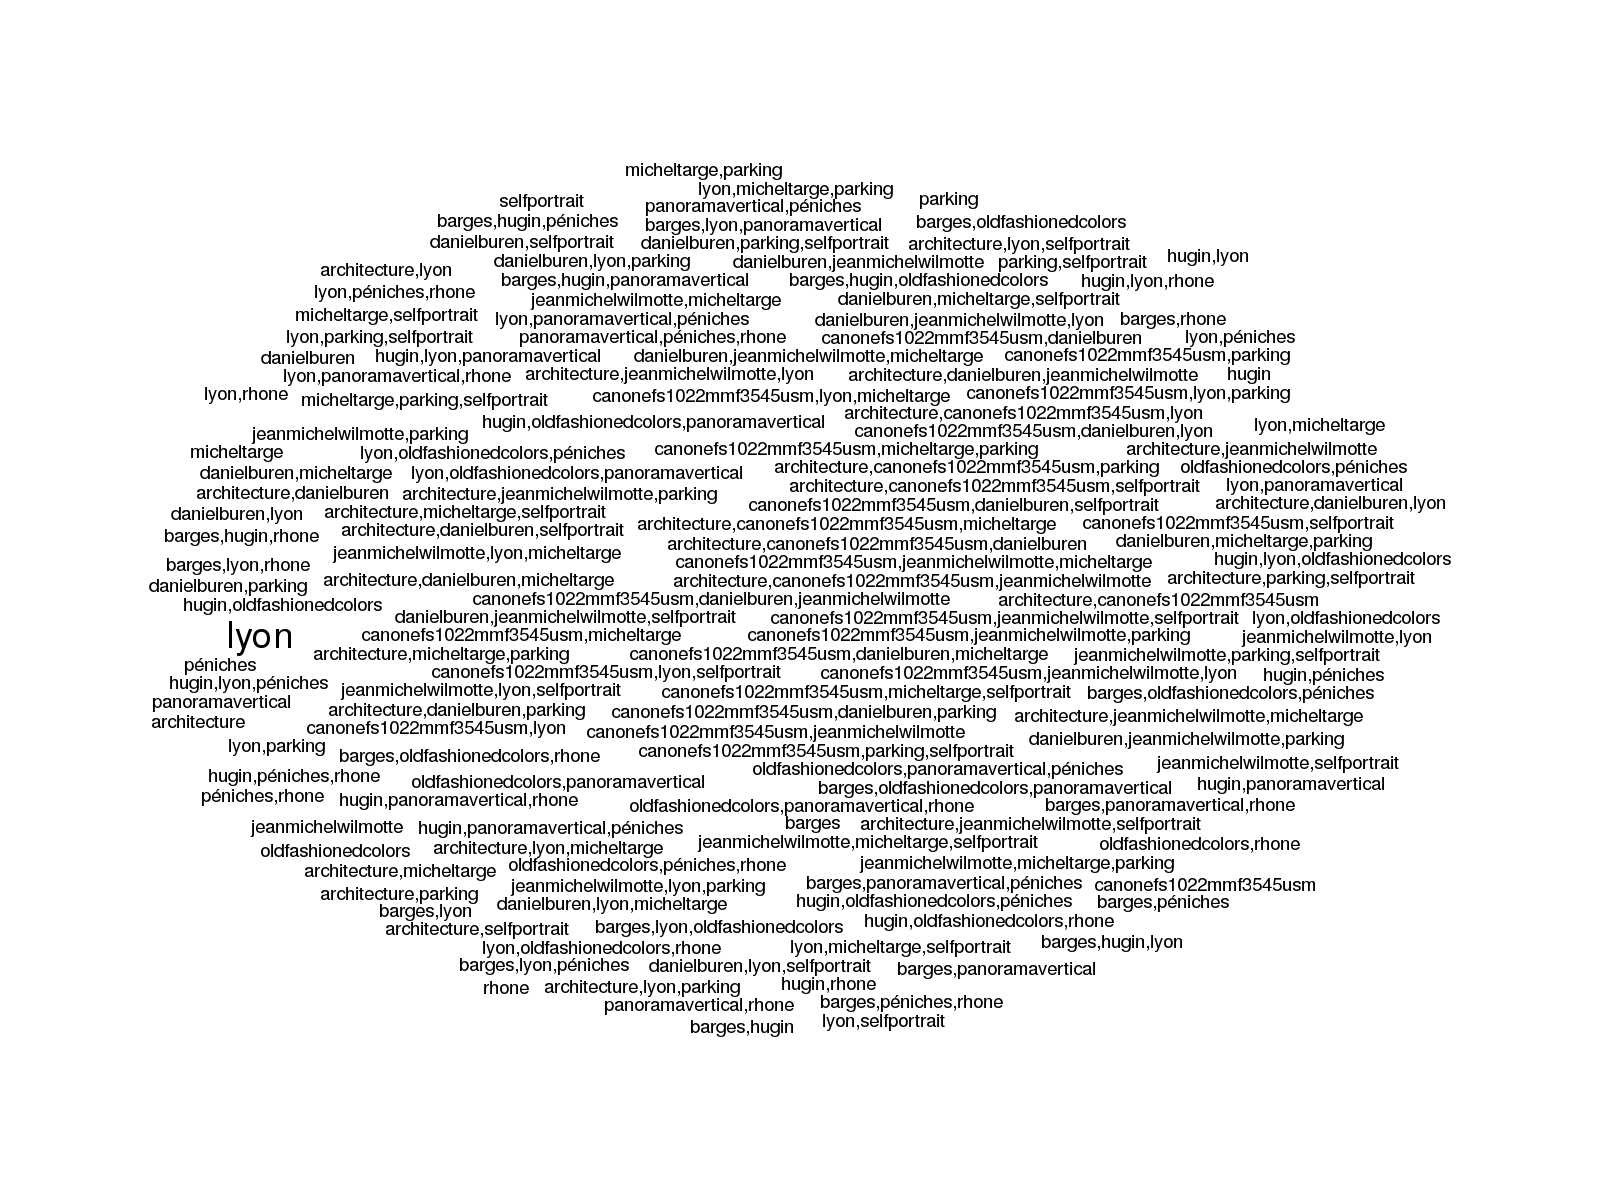 micheltarge,parking
lyon,micheltarge,parking
selfportrait parking
panoramavertical,péniches
barges,hugin,péniches barges,lyon,panoramavertical barges,oldfashionedcolors
danielburen,selfportrait danielburen,parking,selfportrait architecture,lyon,selfportrait
danielburen,lyon,parking danielburen,jeanmichelwilmotte parking,selfportrait hugin,lyon
architecture,lyon barges,hugin,panoramavertical barges,hugin,oldfashionedcolors hugin,lyon,rhone
lyon,péniches,rhone jeanmichelwilmotte,micheltarge danielburen,micheltarge,selfportrait
micheltarge,selfportrait lyon,panoramavertical,péniches danielburen,jeanmichelwilmotte,lyon barges,rhone
lyon,parking,selfportrait panoramavertical,péniches,rhone canonefs1022mmf3545usm,danielburen lyon,péniches
danielburen hugin,lyon,panoramavertical danielburen,jeanmichelwilmotte,micheltarge canonefs1022mmf3545usm,parking
lyon,panoramavertical,rhone architecture,jeanmichelwilmotte,lyon architecture,danielburen,jeanmichelwilmotte hugin
lyon,rhone micheltarge,parking,selfportrait canonefs1022mmf3545usm,lyon,micheltarge canonefs1022mmf3545usm,lyon,parking
architecture,canonefs1022mmf3545usm,lyon
hugin,oldfashionedcolors,panoramavertical lyon,micheltarge
jeanmichelwilmotte,parking canonefs1022mmf3545usm,danielburen,lyon
micheltarge lyon,oldfashionedcolors,péniches canonefs1022mmf3545usm,micheltarge,parking architecture,jeanmichelwilmotte
danielburen,micheltarge lyon,oldfashionedcolors,panoramavertical architecture,canonefs1022mmf3545usm,parking oldfashionedcolors,péniches
architecture,danielburen architecture,jeanmichelwilmotte,parking architecture,canonefs1022mmf3545usm,selfportrait lyon,panoramavertical
danielburen,lyon architecture,micheltarge,selfportrait canonefs1022mmf3545usm,danielburen,selfportrait architecture,danielburen,lyon
barges,hugin,rhone architecture,danielburen,selfportrait architecture,canonefs1022mmf3545usm,micheltarge canonefs1022mmf3545usm,selfportrait
jeanmichelwilmotte,lyon,micheltarge architecture,canonefs1022mmf3545usm,danielburen danielburen,micheltarge,parking
barges,lyon,rhone canonefs1022mmf3545usm,jeanmichelwilmotte,micheltarge hugin,lyon,oldfashionedcolors
danielburen,parking architecture,danielburen,micheltarge architecture,canonefs1022mmf3545usm,jeanmichelwilmotte architecture,parking,selfportrait
hugin,oldfashionedcolors canonefs1022mmf3545usm,danielburen,jeanmichelwilmotte architecture,canonefs1022mmf3545usm
danielburen,jeanmichelwilmotte,selfportrait canonefs1022mmf3545usm,jeanmichelwilmotte,selfportrait lyon,oldfashionedcolors
lyon canonefs1022mmf3545usm,micheltarge canonefs1022mmf3545usm,jeanmichelwilmotte,parking jeanmichelwilmotte,lyon
architecture,micheltarge,parking canonefs1022mmf3545usm,danielburen,micheltarge jeanmichelwilmotte,parking,selfportrait
péniches canonefs1022mmf3545usm,lyon,selfportrait canonefs1022mmf3545usm,jeanmichelwilmotte,lyon hugin,péniches
hugin,lyon,péniches jeanmichelwilmotte,lyon,selfportrait canonefs1022mmf3545usm,micheltarge,selfportrait barges,oldfashionedcolors,péniches
panoramavertical architecture,danielburen,parking canonefs1022mmf3545usm,danielburen,parking architecture,jeanmichelwilmotte,micheltarge
architecture canonefs1022mmf3545usm,lyon canonefs1022mmf3545usm,jeanmichelwilmotte danielburen,jeanmichelwilmotte,parking
lyon,parking barges,oldfashionedcolors,rhone canonefs1022mmf3545usm,parking,selfportrait
oldfashionedcolors,panoramavertical,péniches jeanmichelwilmotte,selfportrait
hugin,péniches,rhone oldfashionedcolors,panoramavertical barges,oldfashionedcolors,panoramavertical hugin,panoramavertical
péniches,rhone hugin,panoramavertical,rhone oldfashionedcolors,panoramavertical,rhone barges,panoramavertical,rhone
jeanmichelwilmotte hugin,panoramavertical,péniches barges architecture,jeanmichelwilmotte,selfportrait
oldfashionedcolors architecture,lyon,micheltarge jeanmichelwilmotte,micheltarge,selfportrait oldfashionedcolors,rhone
architecture,micheltarge oldfashionedcolors,péniches,rhone jeanmichelwilmotte,micheltarge,parking
architecture,parking jeanmichelwilmotte,lyon,parking barges,panoramavertical,péniches canonefs1022mmf3545usm
barges,lyon danielburen,lyon,micheltarge hugin,oldfashionedcolors,péniches barges,péniches
architecture,selfportrait barges,lyon,oldfashionedcolors hugin,oldfashionedcolors,rhone
lyon,oldfashionedcolors,rhone lyon,micheltarge,selfportrait barges,hugin,lyon
barges,lyon,péniches danielburen,lyon,selfportrait barges,panoramavertical
rhone architecture,lyon,parking hugin,rhone
panoramavertical,rhone barges,péniches,rhone
barges,hugin lyon,selfportrait